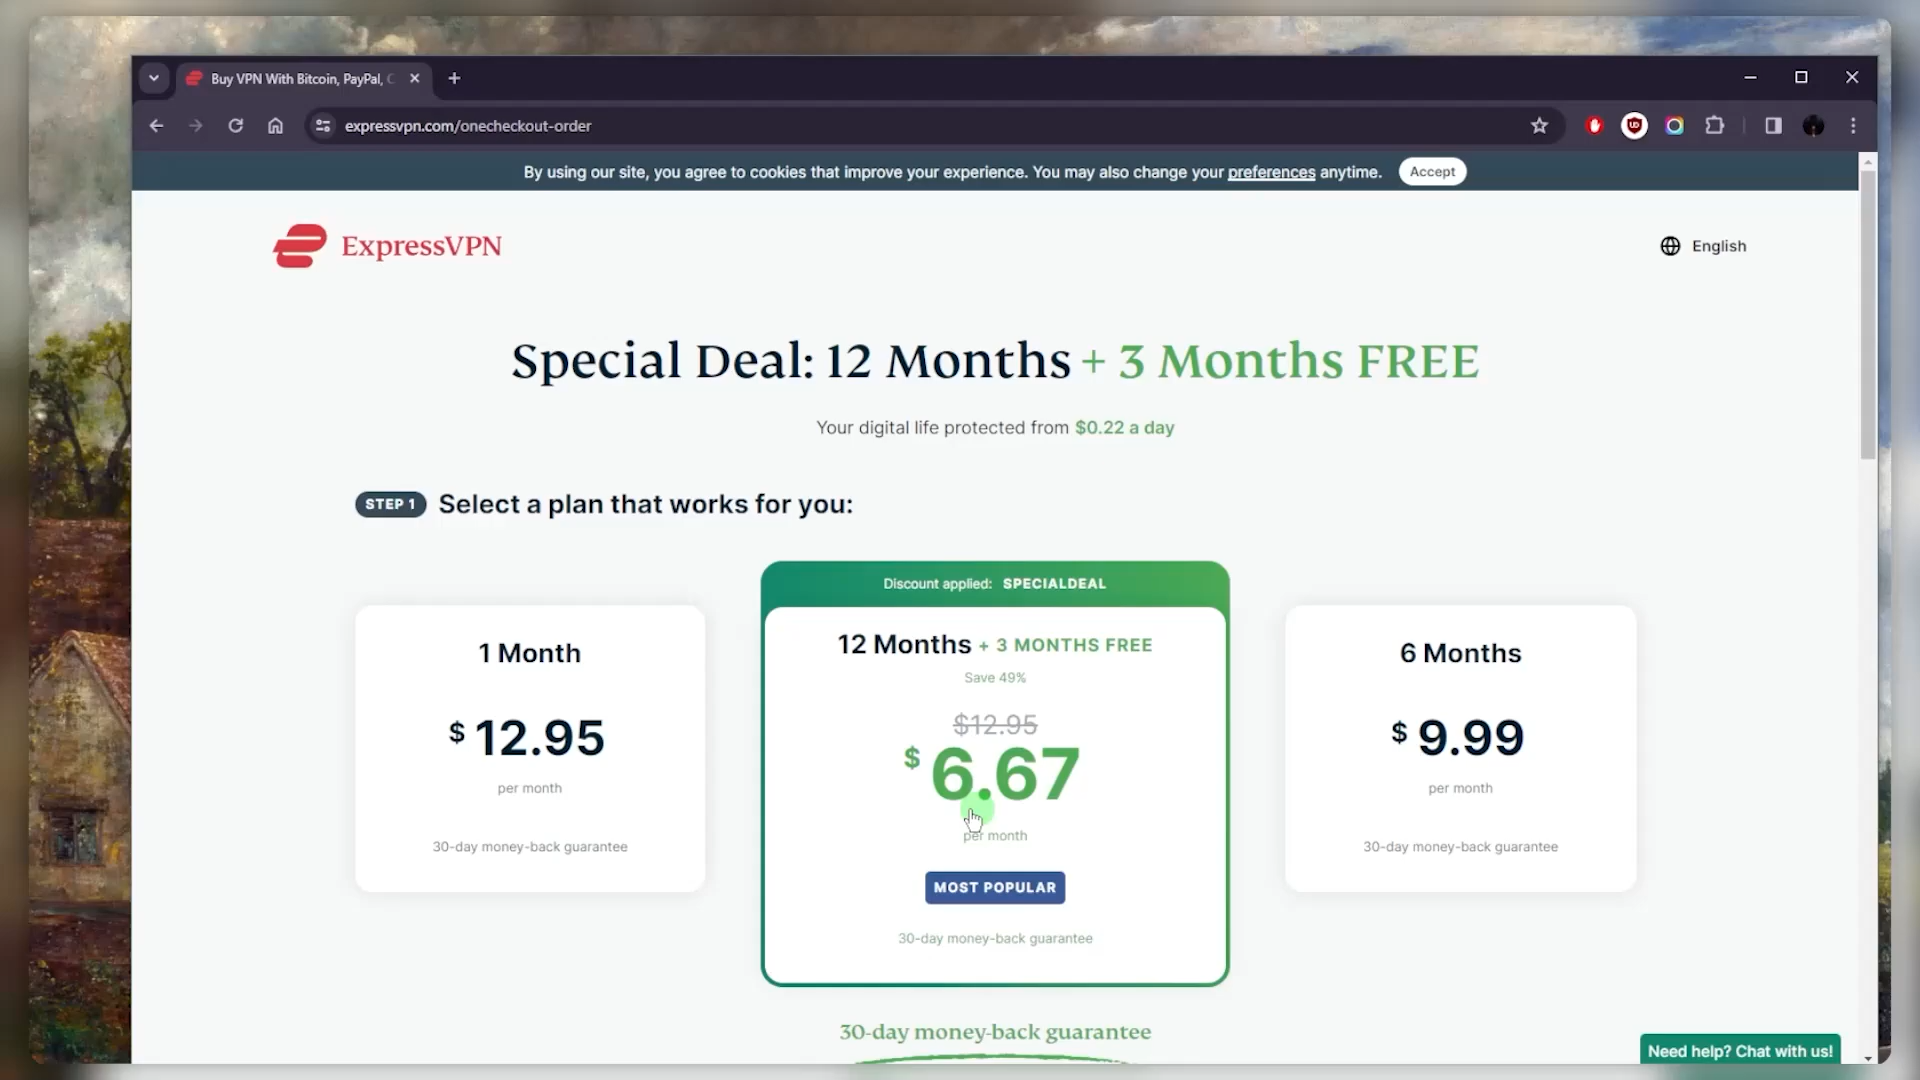 Buy VPN With Bitcoin, PayPal, C
expressvpn.com/onecheckout-order
By using our site, you agree to cookies that improve your experience. You may also change your preferences anytime.
Accept
ExpressVPN
English
Special Deal: 12 Months + 3 Months FREE
Your digital life protected from $0.22 a day
STEP 1 Select a plan that works for you:
Discount applied: SPECIALDEAL
1 Month
$ 12.95
per month
30-day money-back guarantee
12 Months + 3 MONTHS FREE
Save 49%
$12.95
$ 6.67
per month
MOST POPULAR
30-day money-back guarantee
6 Months
$ 9.99
per month
30-day money-back guarantee
30-day money-back guarantee
Need help? Chat with us!